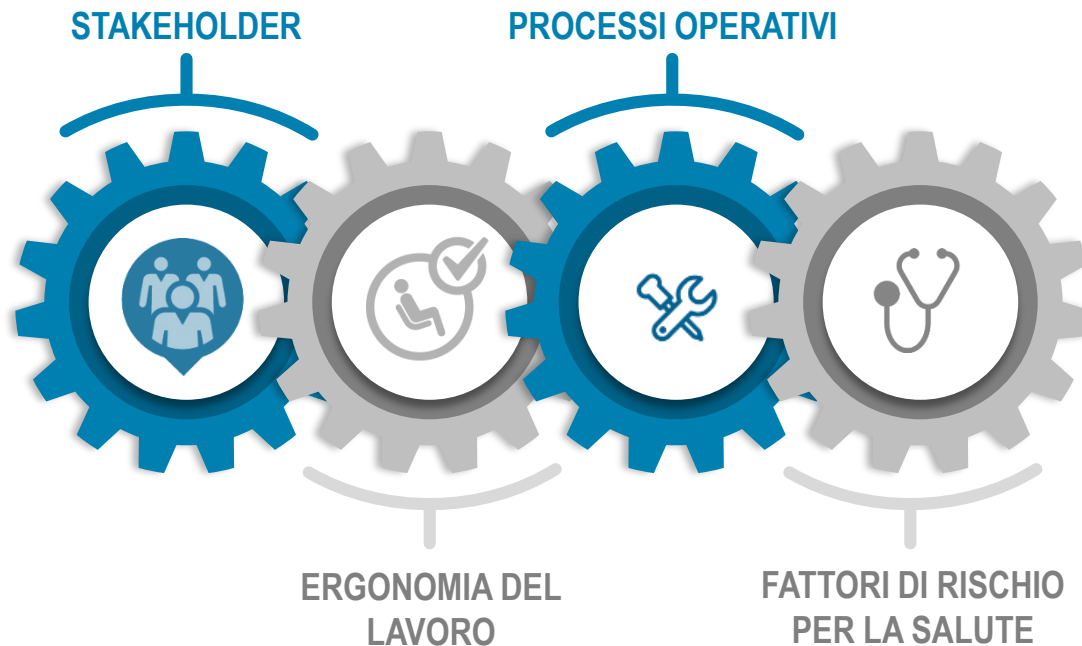 STAKEHOLDER
PROCESSI OPERATIVI
ERGONOMIA DEL
LAVORO
FATTORI DI RISCHIO
PER LA SALUTE